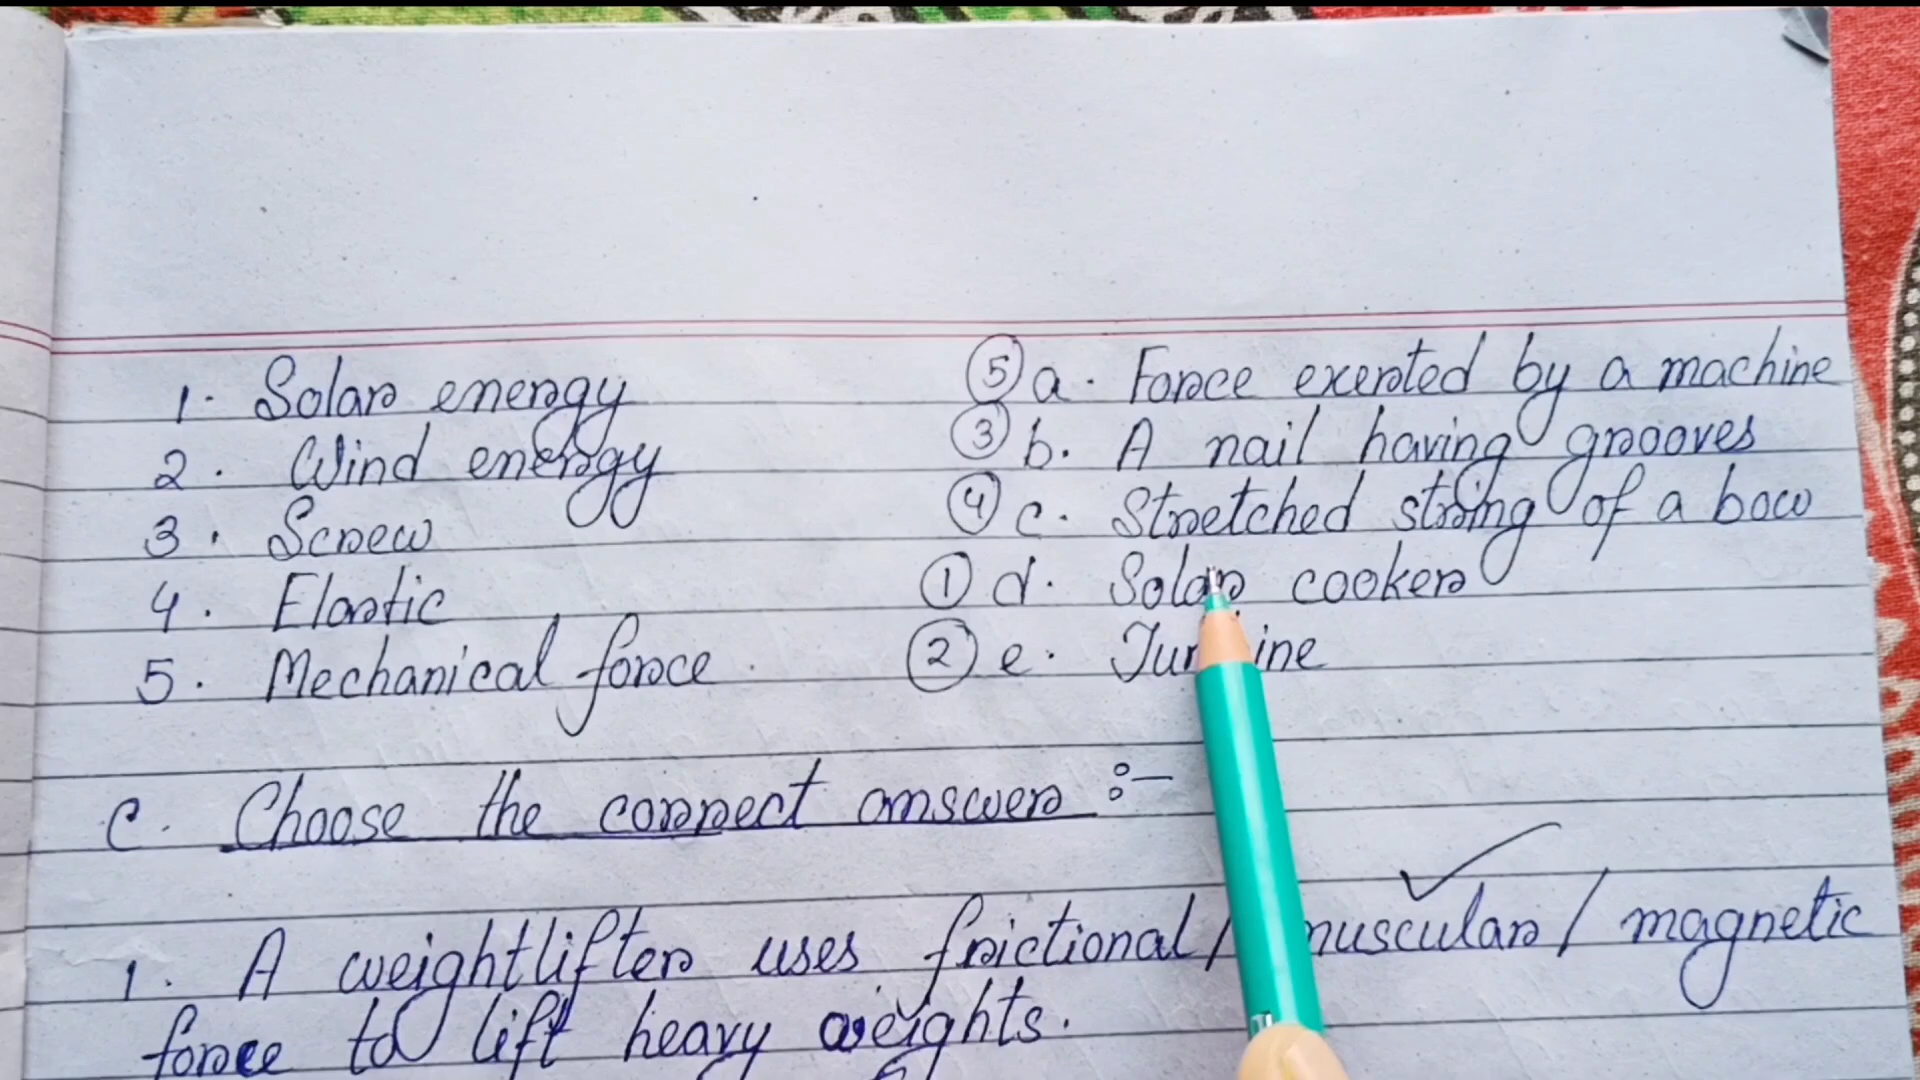 1. Solar energy ⑤ a. Force exerted by a machine
2. Wind energy ③ b. A nail having grooves
3. Screw ④ c. Stretched string of a bow
4. Elastic ① d. Solar cooker
5. Mechanical force ② e. Turbine
C. Choose the correct answer :-
1. A weightlifter uses frictional / muscular / magnetic
force to lift heavy weights.